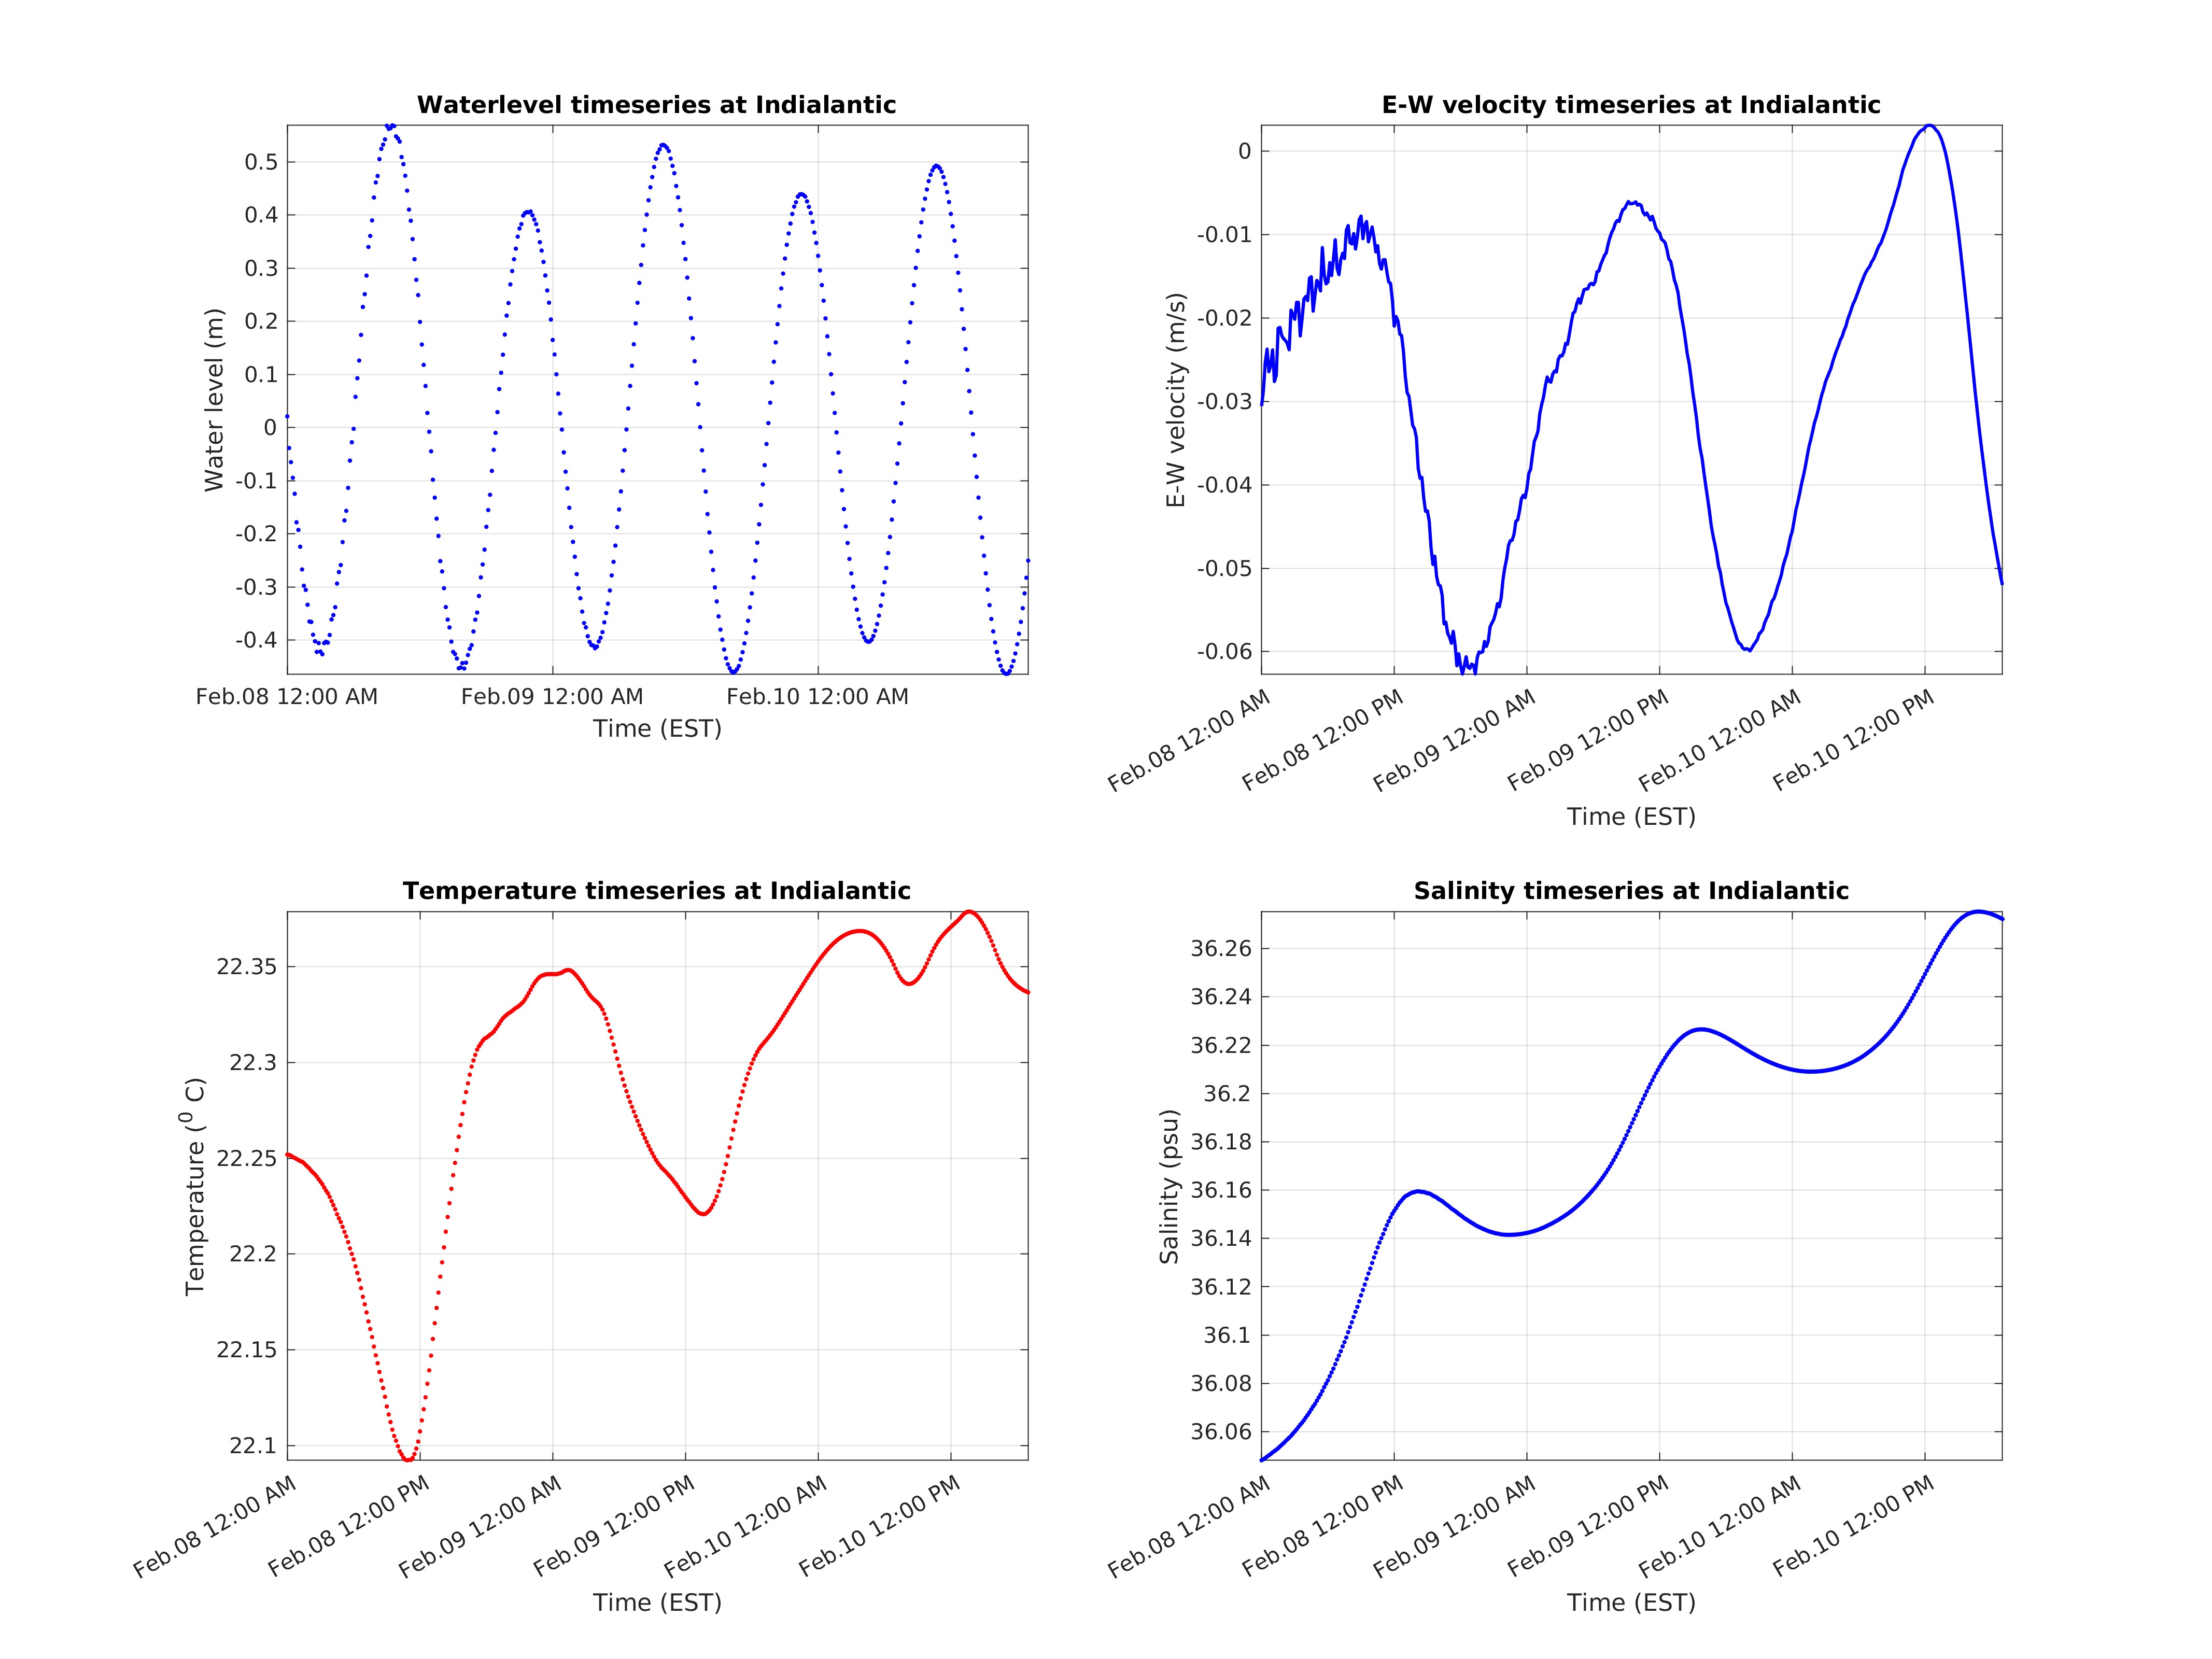 Waterlevel timeseries at Indialantic
0.5
0.4
0.3
0.2
0.1
0
-0.1
-0.2
-0.3
-0.4
Water level (m)
Feb.08 12:00 AM Feb.09 12:00 AM Feb.10 12:00 AM
Time (EST)
E-W velocity timeseries at Indialantic
0
-0.01
-0.02
-0.03
-0.04
-0.05
-0.06
E-W velocity (m/s)
Feb.08 12:00 AM
Feb.08 12:00 PM
Feb.09 12:00 AM
Feb.09 12:00 PM
Feb.10 12:00 AM
Feb.10 12:00 PM
Time (EST)
Temperature timeseries at Indialantic
22.35
22.3
22.25
22.2
22.15
22.1
Temperature (⁰ C)
Feb.08 12:00 AM
Feb.08 12:00 PM
Feb.09 12:00 AM
Feb.09 12:00 PM
Feb.10 12:00 AM
Feb.10 12:00 PM
Time (EST)
Salinity timeseries at Indialantic
36.26
36.24
36.22
36.2
36.18
36.16
36.14
36.12
36.1
36.08
36.06
Salinity (psu)
Feb.08 12:00 AM
Feb.08 12:00 PM
Feb.09 12:00 AM
Feb.09 12:00 PM
Feb.10 12:00 AM
Feb.10 12:00 PM
Time (EST)